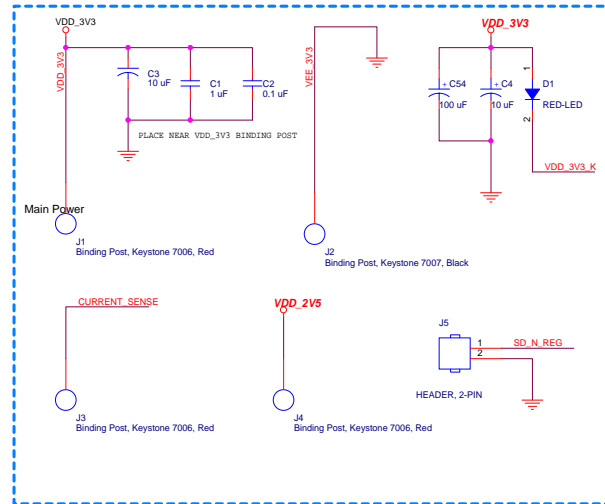 VDD_3V3
VDD_3V3
C3
10 uF
C1
1 uF
C2
0.1 uF
PLACE NEAR VDD_3V3 BINDING POST
Main Power
J1
Binding Post, Keystone 7006, Red
VEE_3V3
J2
Binding Post, Keystone 7007, Black
VDD_3V3
+ C54
100 uF
+ C4
10 uF
1
D1
RED-LED
2
VDD_3V3_K
CURRENT_SENSE
J3
Binding Post, Keystone 7006, Red
VDD_2V5
J4
Binding Post, Keystone 7006, Red
J5
1
2
SD_N_REG
HEADER, 2-PIN